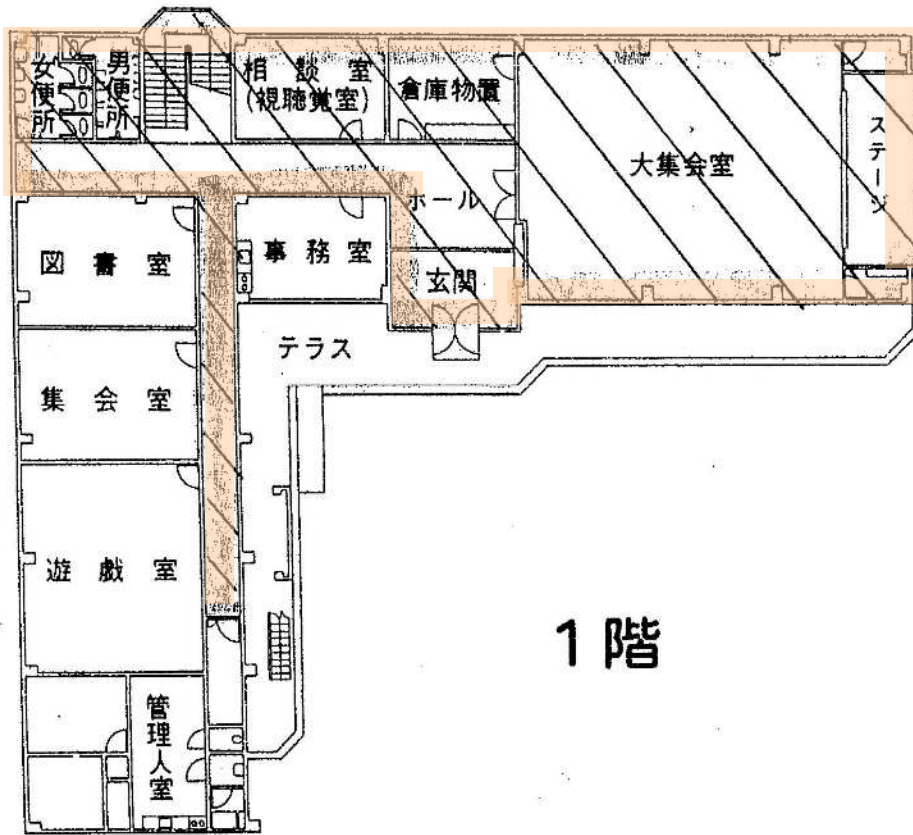 女便所
男便所
相談室
(視聴覚室)
倉庫物置
大集会室
ステージ
ホール
図書室
事務室
玄関
テラス
集会室
遊戯室
1階
管理人室